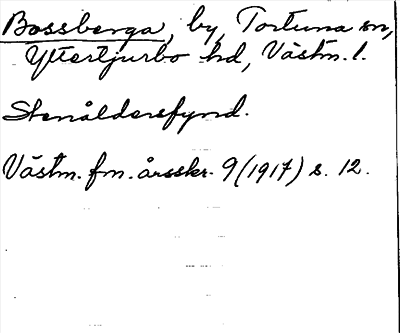 Bossberga, by, Tortuna sn,
Yttertjurbo hd, Västm. l.
Stenåldersfynd.
Västm. fm. årsskr. 9 (1917) s. 12.